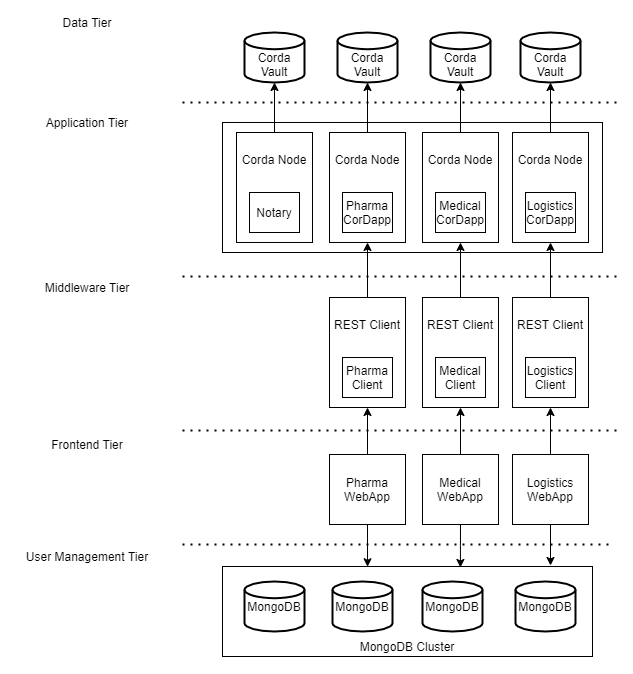 Data Tier
Corda
Vault
Corda
Vault
Corda
Vault
Corda
Vault
Application Tier
Corda Node
Corda Node
Corda Node
Corda Node
Notary
Pharma
CorDapp
Medical
CorDapp
Logistics
CorDapp
Middleware Tier
REST Client
REST Client
REST Client
Pharma
Client
Medical
Client
Logistics
Client
Frontend Tier
Pharma
WebApp
Medical
WebApp
Logistics
WebApp
User Management Tier
MongoDB
MongoDB
MongoDB
MongoDB
MongoDB Cluster